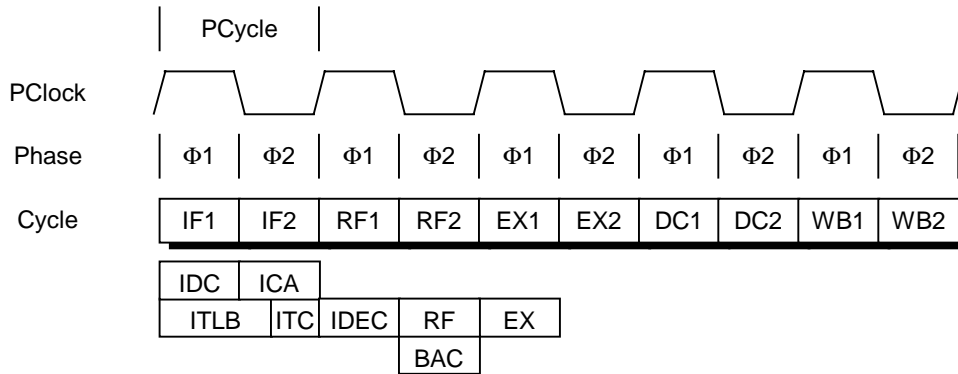 PCycle
PClock
Phase Φ1 Φ2 Φ1 Φ2 Φ1 Φ2 Φ1 Φ2 Φ1 Φ2
Cycle IF1 IF2 RF1 RF2 EX1 EX2 DC1 DC2 WB1 WB2
IDC ICA
ITLB ITC IDEC RF EX
BAC